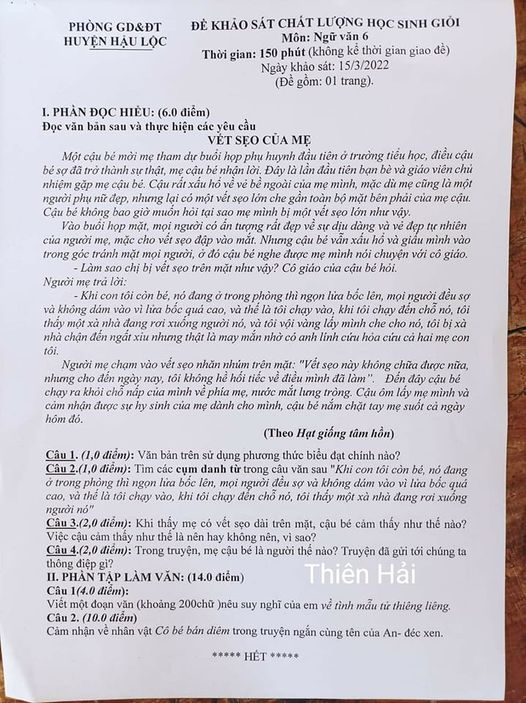 PHÒNG GD&ĐT
HUYỆN HẬU LỘC
ĐỀ KHẢO SÁT CHẤT LƯỢNG HỌC SINH GIỎI
Môn: Ngữ văn 6
Thời gian: 150 phút (không kể thời gian giao đề)
Ngày khảo sát: 15/3/2022
(Đề gồm: 01 trang).
I. PHẦN ĐỌC HIỂU: (6.0 điểm)
Đọc văn bản sau và thực hiện các yêu cầu
VẾT SẸO CỦA MẸ
Một cậu bé mời mẹ tham dự buổi họp phụ huynh đầu tiên ở trường tiểu học, điều cậu
bé sợ đã trở thành sự thật, mẹ cậu bé nhận lời. Đây là lần đầu tiên bạn bè và giáo viên chủ
nhiệm gặp mẹ cậu bé. Cậu rất xấu hổ về vẻ bề ngoài của mẹ mình, mặc dù mẹ cũng là một
người phụ nữ đẹp, nhưng lại có một vết sẹo lớn che gần toàn bộ mặt bên phải của mẹ cậu.
Cậu bé không bao giờ muốn hỏi tại sao mẹ mình bị một vết sẹo lớn như vậy.
Vào buổi họp mặt, mọi người có ấn tượng rất đẹp về sự dịu dàng và vẻ đẹp tự nhiên
của người mẹ, mặc cho vết sẹo đập vào mắt. Nhưng cậu bé vẫn xấu hổ và giấu mình vào
trong góc tránh mặt mọi người, ở đó cậu bé nghe được mẹ mình nói chuyện với cô giáo.
- Làm sao chị bị vết sẹo trên mặt như vậy? Cô giáo của cậu bé hỏi.
Người mẹ trả lời:
- Khi con tôi còn bé, nó đang ở trong phòng thì ngọn lửa bốc lên, mọi người đều sợ
và không dám vào vì lửa bốc quá cao, và thế là tôi chạy vào, khi tôi chạy đến chỗ nó, tôi
thấy một xà nhà đang rơi xuống người nó, và tôi vội vàng lấy mình che cho nó, tôi bị xà
nhà chặn đến ngất xỉu nhưng thật là may mắn nhờ có anh lính cứu hỏa cứu cả hai mẹ con
tôi.
Người mẹ chạm vào vết sẹo nhăn nhúm trên mặt: "Vết sẹo này không chữa được nữa,
nhưng cho đến ngày nay, tôi không hề hối tiếc về điều mình đã làm”. Đến đây cậu bé
chạy ra khỏi chỗ nấp của mình về phía mẹ, nước mắt lưng tròng. Cậu ôm lấy mẹ mình và
cảm nhận được sự hy sinh của mẹ dành cho mình, cậu bé nắm chặt tay mẹ suốt cả ngày
hôm đó.
(Theo Hạt giống tâm hồn)
Câu 1. (1,0 điểm): Văn bản trên sử dụng phương thức biểu đạt chính nào?
Câu 2.(1,0 điểm): Tìm các cụm danh từ trong câu văn sau "Khi con tôi còn bé, nó đang
ở trong phòng thì ngọn lửa bốc lên, mọi người đều sợ và không dám vào vì lửa bốc quá
cao, và thế là tôi chạy vào, khi tôi chạy đến chỗ nó, tôi thấy một xà nhà đang rơi xuống
người nó"
Câu 3.(2,0 điểm): Khi thấy mẹ có vết sẹo dài trên mặt, cậu bé cảm thấy như thế nào?
Việc cậu cảm thấy như thế là nên hay không nên, vì sao?
Câu 4.(2,0 điểm): Trong truyện, mẹ cậu bé là người thế nào? Truyện đã gửi tới chúng ta
thông điệp gì?
Thiên Hải
II. PHẦN TẬP LÀM VĂN: (14.0 điểm)
Câu 1(4.0 điểm):
Viết một đoạn văn (khoảng 200chữ )nêu suy nghĩ của em về tình mẫu tử thiêng liêng.
Câu 2. (10.0 điểm)
Cảm nhận về nhân vật Cô bé bán diêm trong truyện ngắn cùng tên của An- đéc xen.
***** HẾT *****